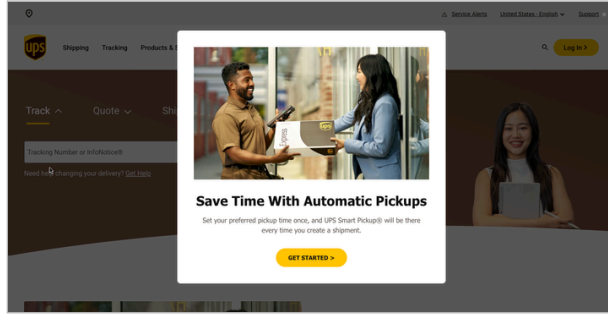 Service Alerts United States - English Support
ups Shipping Tracking Products &
Log in >
Track Quote
Tracking Number or InfoNotice®
Need help changing your delivery? Get Help
ups
Express
Save Time With Automatic Pickups
Set your preferred pickup time once, and UPS Smart Pickup® will be there
every time you create a shipment.
GET STARTED >